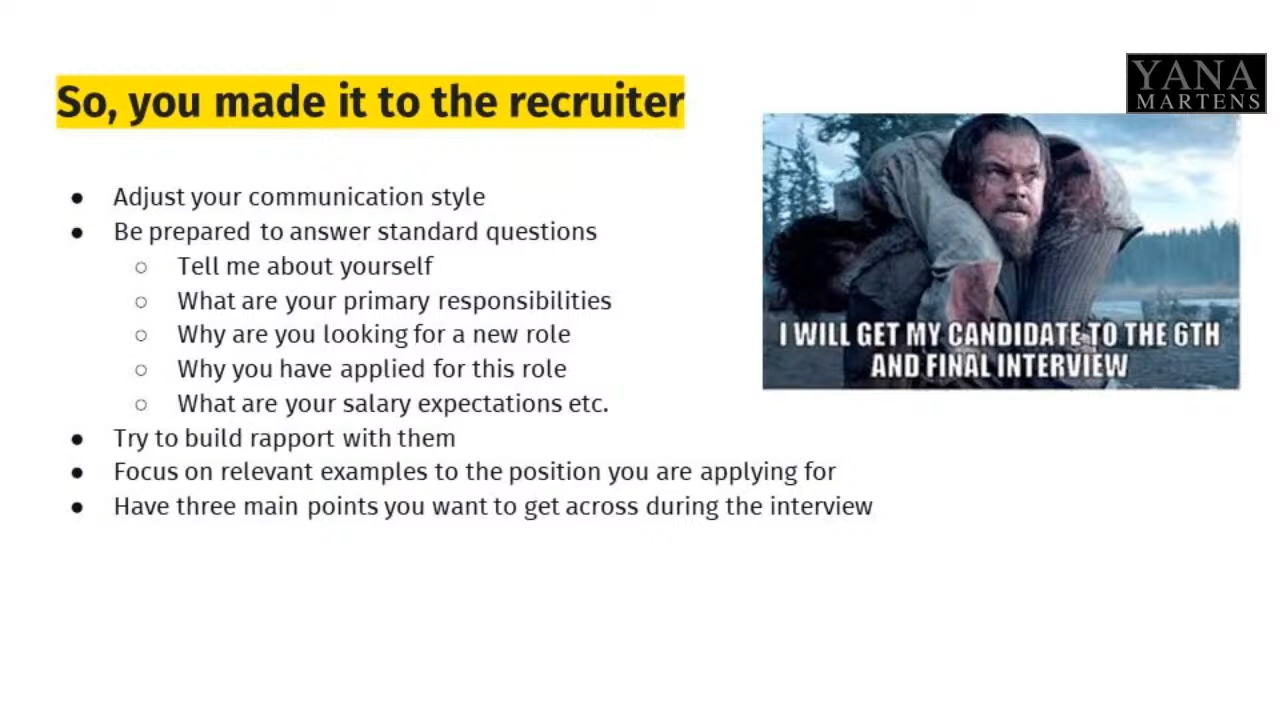 So, you made it to the recruiter
YANA
MARTENS
● Adjust your communication style
● Be prepared to answer standard questions
○ Tell me about yourself
○ What are your primary responsibilities
○ Why are you looking for a new role
○ Why you have applied for this role
○ What are your salary expectations etc.
● Try to build rapport with them
● Focus on relevant examples to the position you are applying for
● Have three main points you want to get across during the interview
I WILL GET MY CANDIDATE TO THE 6TH
AND FINAL INTERVIEW